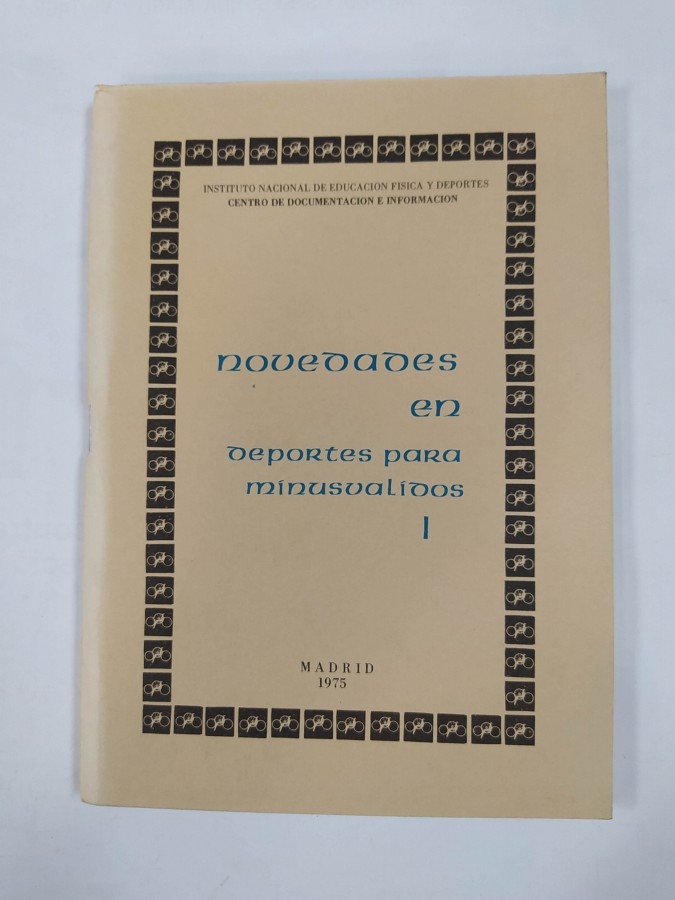 INSTITUTO NACIONAL DE EDUCACION FISICA Y DEPORTES
CENTRO DE DOCUMENTACION E INFORMACION
novedades
en
deportes para
minusvalidos
I
MADRID
1975